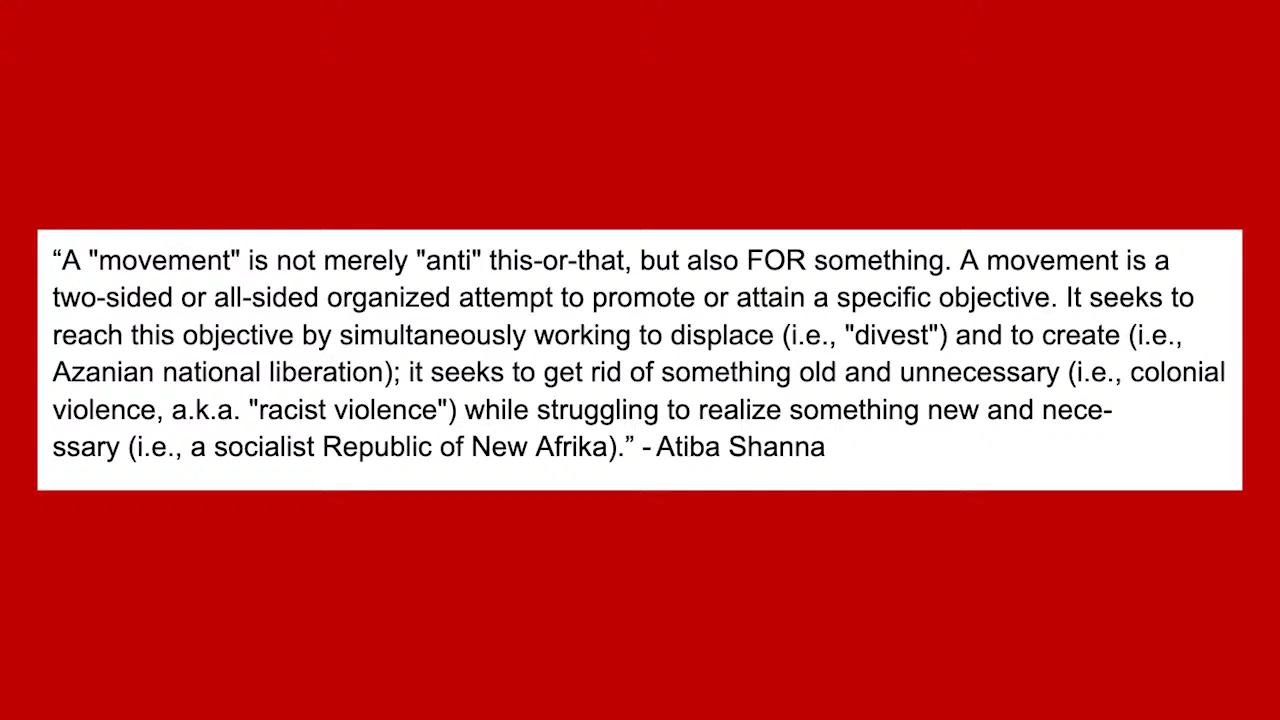 “A "movement" is not merely "anti" this-or-that, but also FOR something. A movement is a
two-sided or all-sided organized attempt to promote or attain a specific objective. It seeks to
reach this objective by simultaneously working to displace (i.e., "divest") and to create (i.e.,
Azanian national liberation); it seeks to get rid of something old and unnecessary (i.e., colonial
violence, a.k.a. "racist violence") while struggling to realize something new and nece-
ssary (i.e., a socialist Republic of New Afrika).” - Atiba Shanna